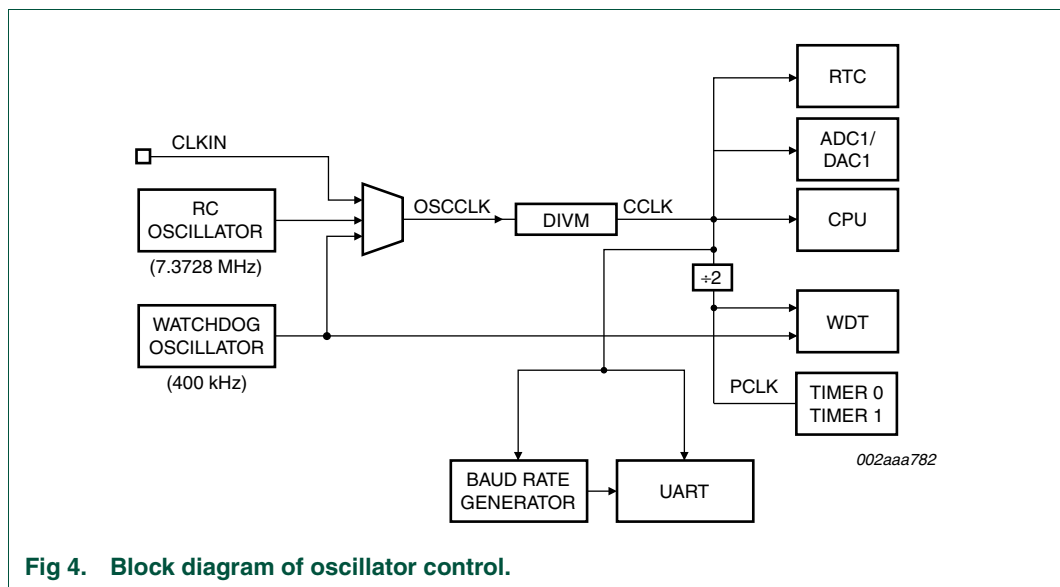 RTC
CLKIN
ADC1/
DAC1
RC
OSCILLATOR
(7.3728 MHz)
OSCCLK
DIVM
CCLK
CPU
÷2
WATCHDOG
OSCILLATOR
(400 kHz)
WDT
PCLK
TIMER 0
TIMER 1
BAUD RATE
GENERATOR
UART
002aaa782
Fig 4. Block diagram of oscillator control.